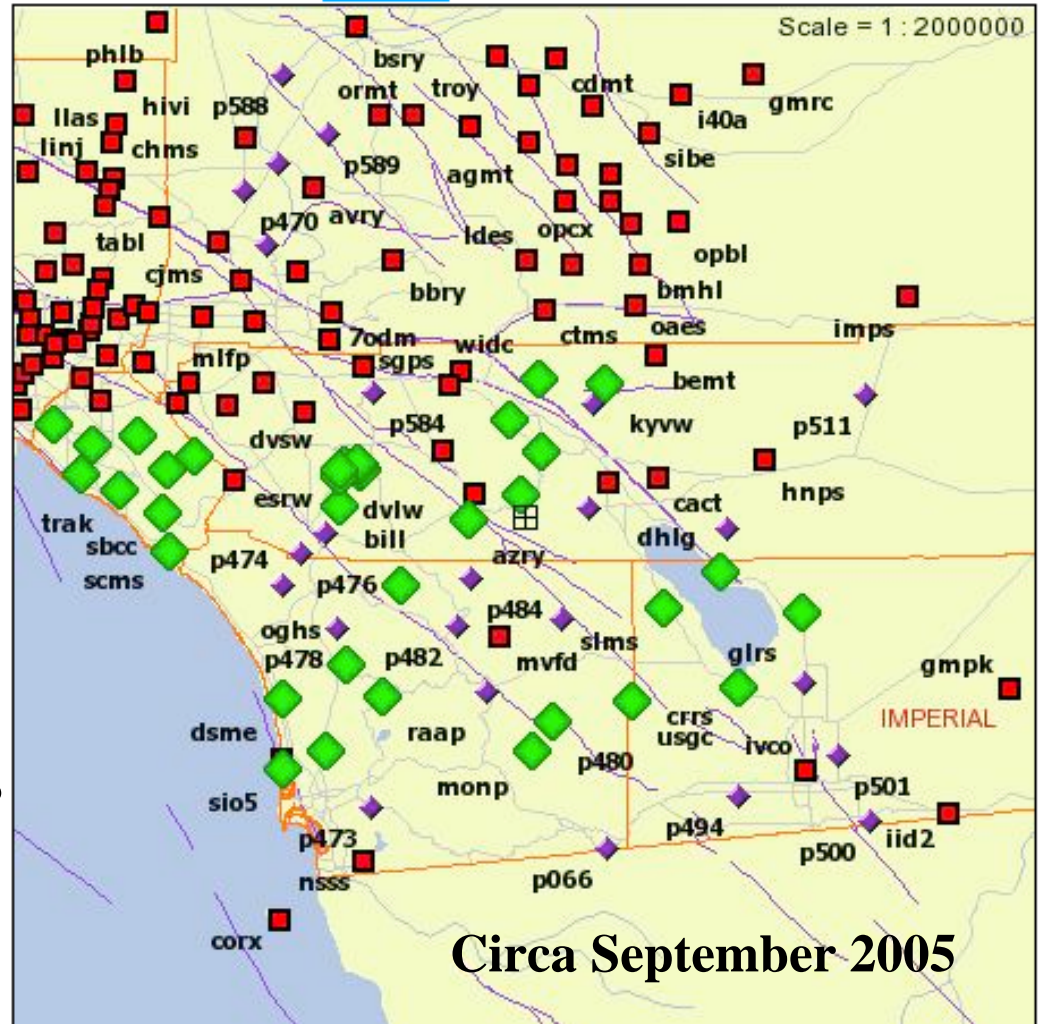 Scale = 1 : 2000000
phlb
bsry
hivi
p588
ormt
troy
cdmt
gmrc
llas
i40a
linj
chms
p589
agmt
sibe
p470
avry
ldes
opcx
tabl
opbl
cjms
bbry
bmhl
imps
7odm
widc
ctms
oaes
mlfp
sgps
bemt
p584
kyvw
p511
dvsw
esrw
dvlw
cact
hnps
trak
bill
dhlg
sbcc
p474
azry
scms
p476
p484
oghs
slms
p478
p482
mvfd
glrs
gmpk
dsme
raap
crrs
IMPERIAL
usgc
ivco
p480
sio5
monp
p501
p473
p494
iid2
p500
nsss
p066
corx
Circa September 2005